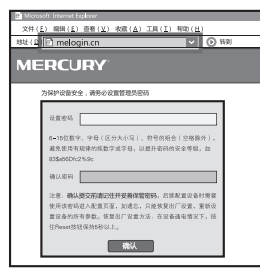 Microsoft Internet Explorer
文件(F) 编辑(E) 查看(V) 收藏(A) 工具(T) 帮助(H)
地址(D) melogin.cn 转到
MERCURY
为保护设备安全，请务必设置管理员密码
设置密码
6-15位数字、字母（区分大小写）、符号的组合（空格除外）。
避免使用有规律的纯数字或字母，以提升密码的安全等级，如
83$a56Dfc2%9c
确认密码
注意：确认提交前请记住并妥善保管密码。后续配置设备时需要
使用该密码进入配置页面，如遗忘，只能恢复出厂设置，重新设
置设备的所有参数。恢复出厂设置方法：在设备通电情况下，按
住Reset按钮保持5秒以上。
确认